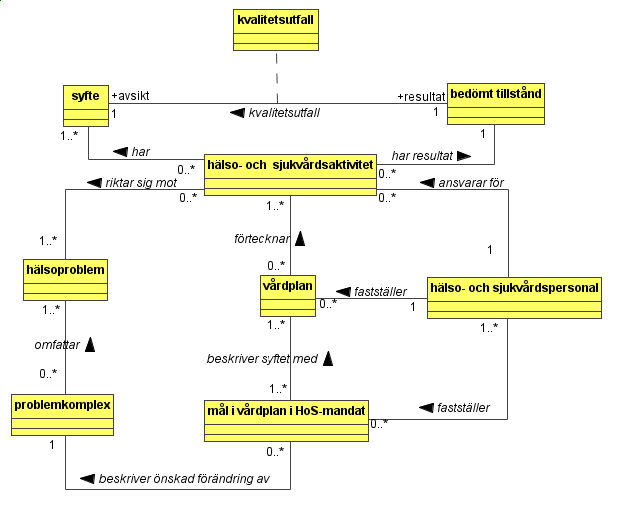 kvalitetsutfall
syfte
+avsikt
+resultat
bedömt tillstånd
1
kvalitetsutfall
1
1..*
har
1
hälso- och sjukvårdsaktivitet
har resultat
0..*
0..*
riktar sig mot
0..*
1..*
0..*
ansvarar för
1..*
förtecknar
1
hälsoproblem
0..*
vårdplan
hälso- och sjukvårdspersonal
fastställer
0..*
1
1..*
1..*
1..*
omfattar
beskriver syftet med
0..*
1..*
problemkomplex
mål i vårdplan i HoS-mandat
fastställer
0..*
1
0..*
beskriver önskad förändring av